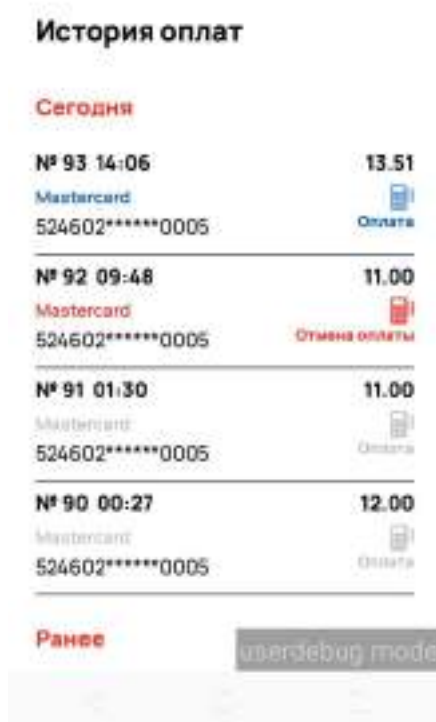 История оплат
Сегодня
№ 93 14:06 13.51
Mastercard
Оплата
524602******0005
№ 92 09:48 11.00
Mastercard
Отмена оплаты
524602******0005
№ 91 01:30 11.00
Mastercard
Оплата
524602******0005
№ 90 00:27 12.00
Mastercard
Оплата
524602******0005
Ранее
userdebug mode